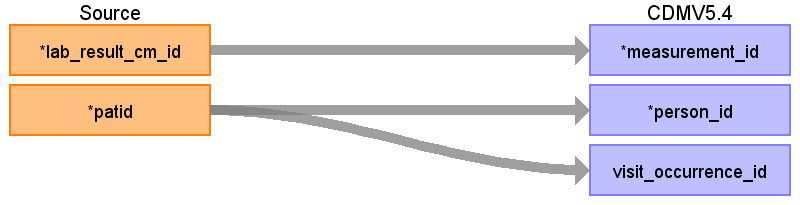 Source CDMV5.4
*lab_result_cm_id *measurement_id
*patid *person_id
visit_occurrence_id